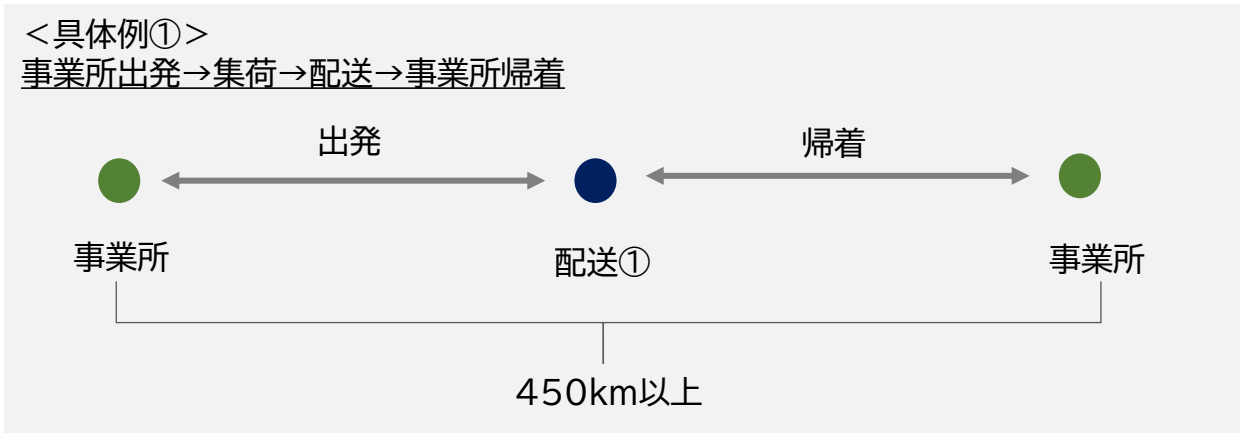 ＜具体例①＞
事業所出発→集荷→配送→事業所帰着
出発
帰着
事業所
配送①
事業所
450km以上